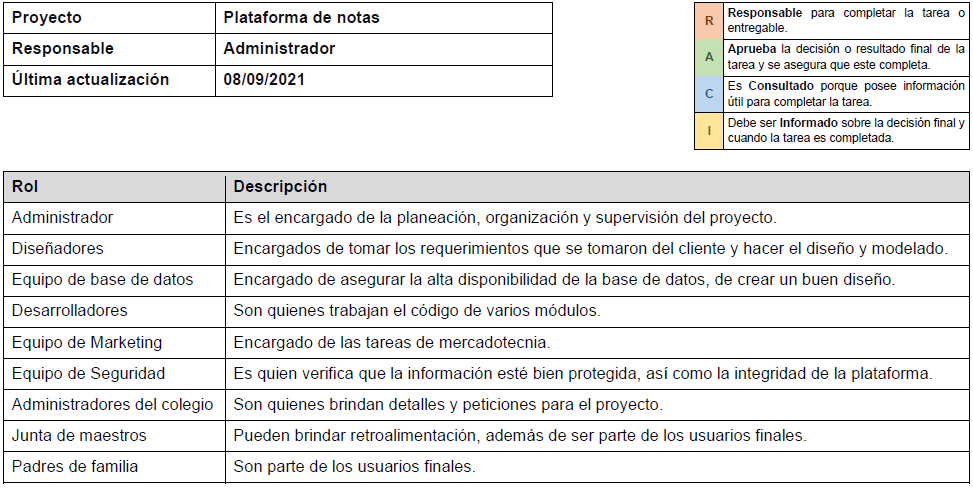 Proyecto Plataforma de notas
Responsable Administrador
Última actualización 08/09/2021
R Responsable para completar la tarea o
entregable.
A Aprueba la decisión o resultado final de la
tarea y se asegura que este completa.
C Es Consultado porque posee información
útil para completar la tarea.
I Debe ser Informado sobre la decisión final y
cuando la tarea es completada.
Rol Descripción
Administrador Es el encargado de la planeación, organización y supervisión del proyecto.
Diseñadores Encargados de tomar los requerimientos que se tomaron del cliente y hacer el diseño y modelado.
Equipo de base de datos Encargado de asegurar la alta disponibilidad de la base de datos, de crear un buen diseño.
Desarrolladores Son quienes trabajan el código de varios módulos.
Equipo de Marketing Encargado de las tareas de mercadotecnia.
Equipo de Seguridad Es quien verifica que la información esté bien protegida, así como la integridad de la plataforma.
Administradores del colegio Son quienes brindan detalles y peticiones para el proyecto.
Junta de maestros Pueden brindar retroalimentación, además de ser parte de los usuarios finales.
Padres de familia Son parte de los usuarios finales.